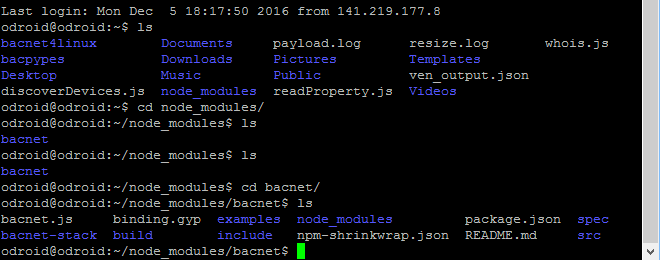 Last login: Mon Dec  5 18:17:50 2016 from 141.219.177.8
odroid@odroid:~$ ls
bacnet4linux        Documents     payload.log      resize.log       whois.js
bacpypes            Downloads     Pictures         Templates
Desktop             Music         Public           ven_output.json
discoverDevices.js  node_modules  readProperty.js  Videos
odroid@odroid:~$ cd node_modules/
odroid@odroid:~/node_modules$ ls
bacnet
odroid@odroid:~/node_modules$ ls
bacnet
odroid@odroid:~/node_modules$ cd bacnet/
odroid@odroid:~/node_modules/bacnet$ ls
bacnet.js     binding.gyp  examples  node_modules         package.json  spec
bacnet-stack  build        include   npm-shrinkwrap.json  README.md     src
odroid@odroid:~/node_modules/bacnet$